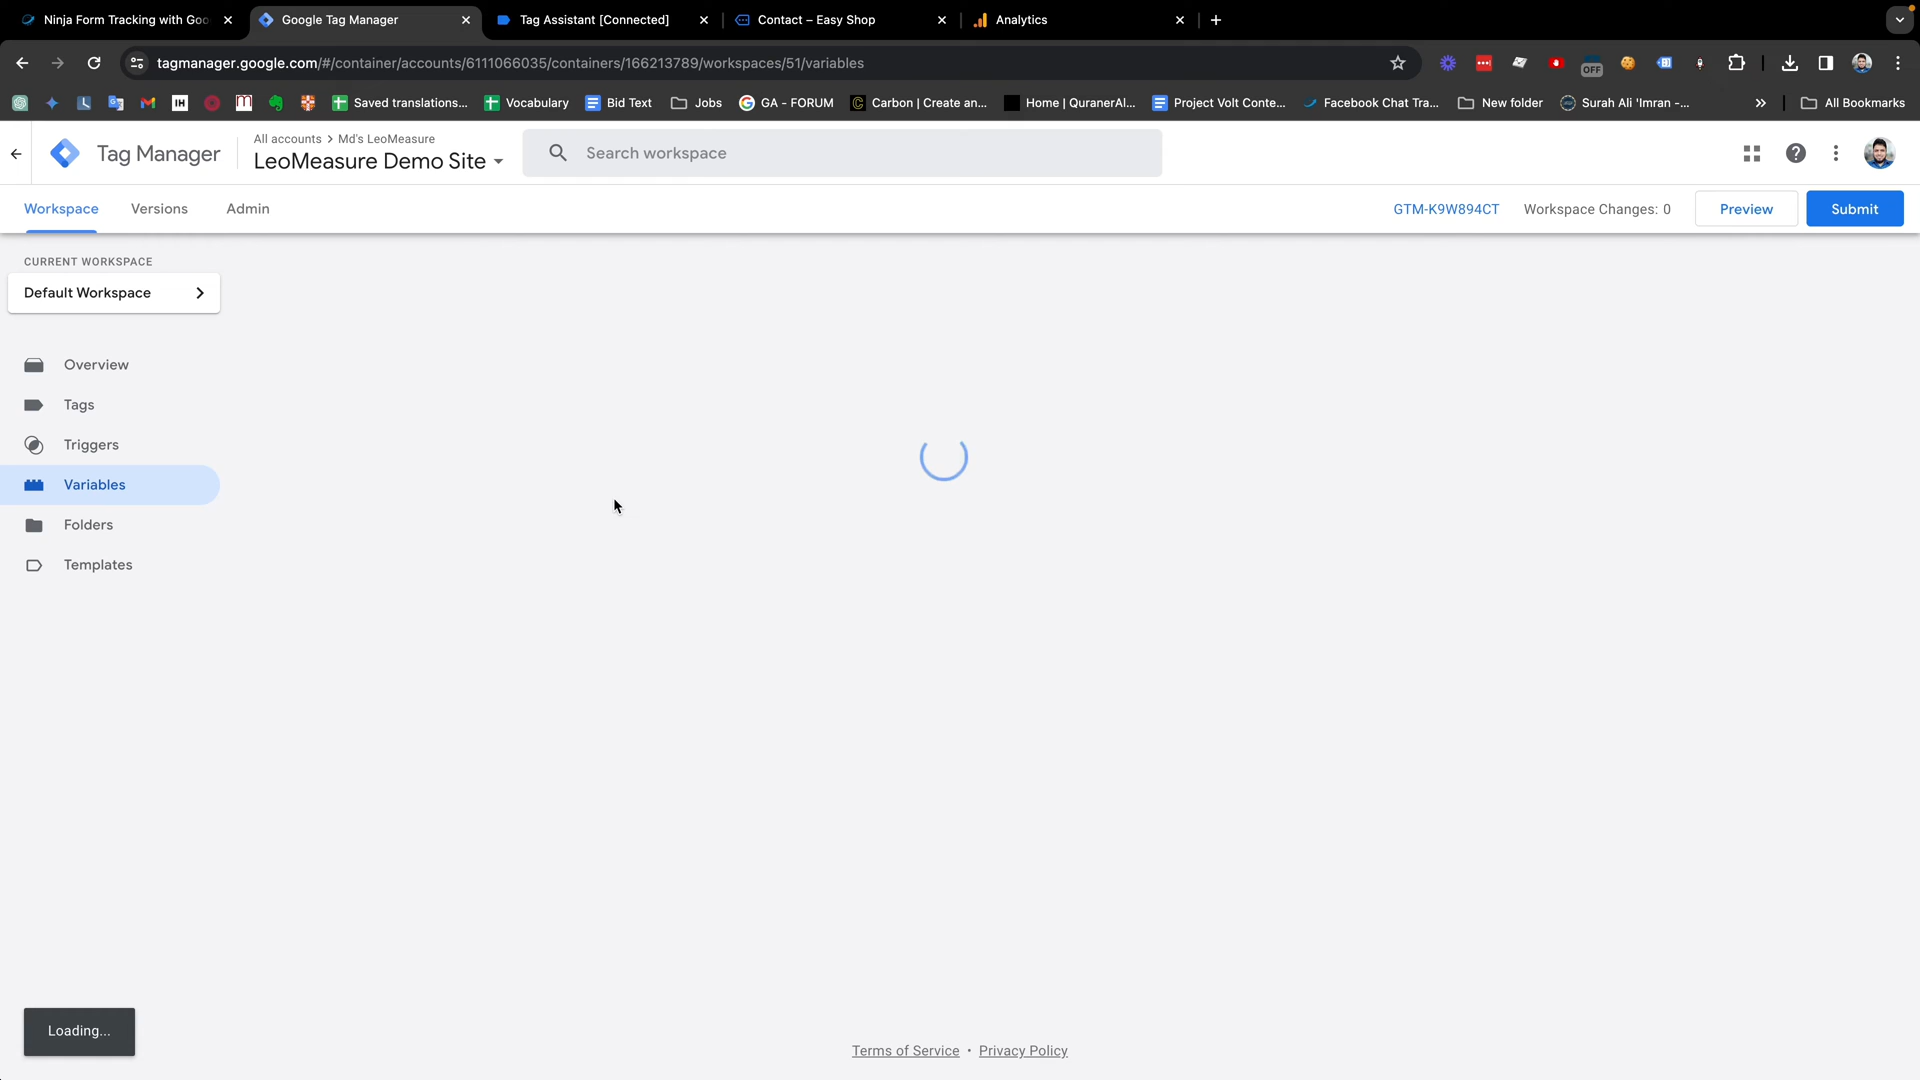 Ninja Form Tracking with Goo
Google Tag Manager
Tag Assistant [Connected]
Contact – Easy Shop
Analytics
tagmanager.google.com/#/container/accounts/6111066035/containers/166213789/workspaces/51/variables
OFF
Saved translations...
Vocabulary
Bid Text
Jobs
GA - FORUM
Carbon | Create an...
Home | QuranerAl...
Project Volt Conte...
Facebook Chat Tra...
New folder
Surah Ali 'Imran -...
All Bookmarks
Tag Manager
All accounts > Md's LeoMeasure
LeoMeasure Demo Site
Search workspace
Workspace
Versions
Admin
GTM-K9W894CT
Workspace Changes: 0
Preview
Submit
CURRENT WORKSPACE
Default Workspace
Overview
Tags
Triggers
Variables
Folders
Templates
Loading...
Terms of Service • Privacy Policy